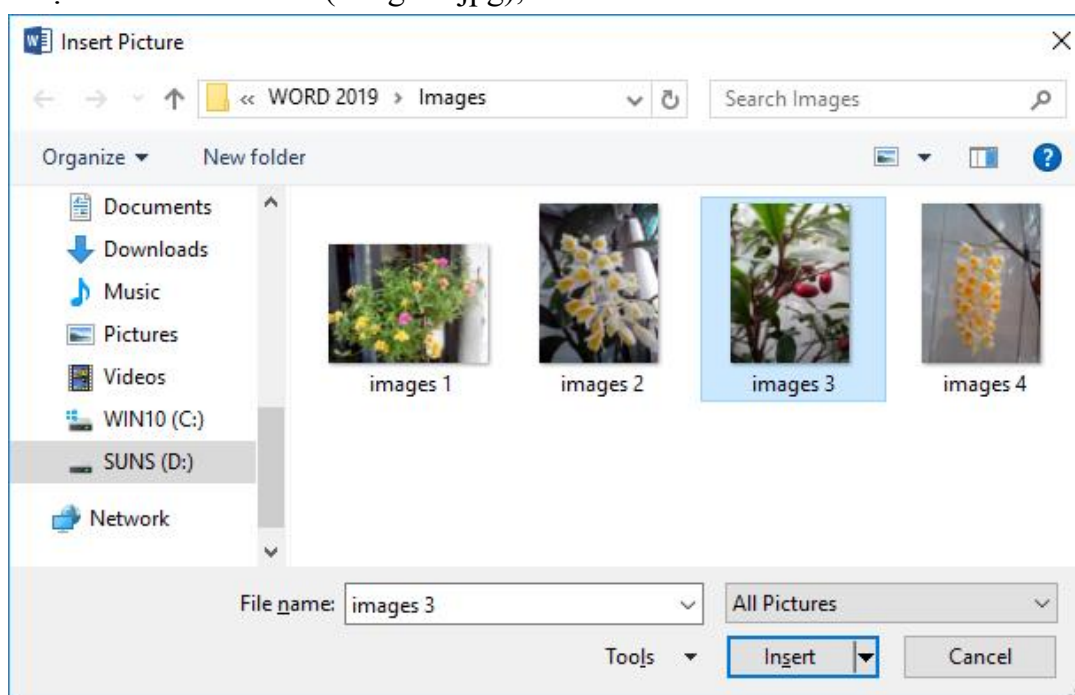 Insert Picture
« WORD 2019 › Images
Search Images
Organize
New folder
Documents
Downloads
Music
Pictures
Videos
WIN10 (C:)
SUNS (D:)
Network
images 1
images 2
images 3
images 4
File name: images 3
All Pictures
Tools
Insert
Cancel